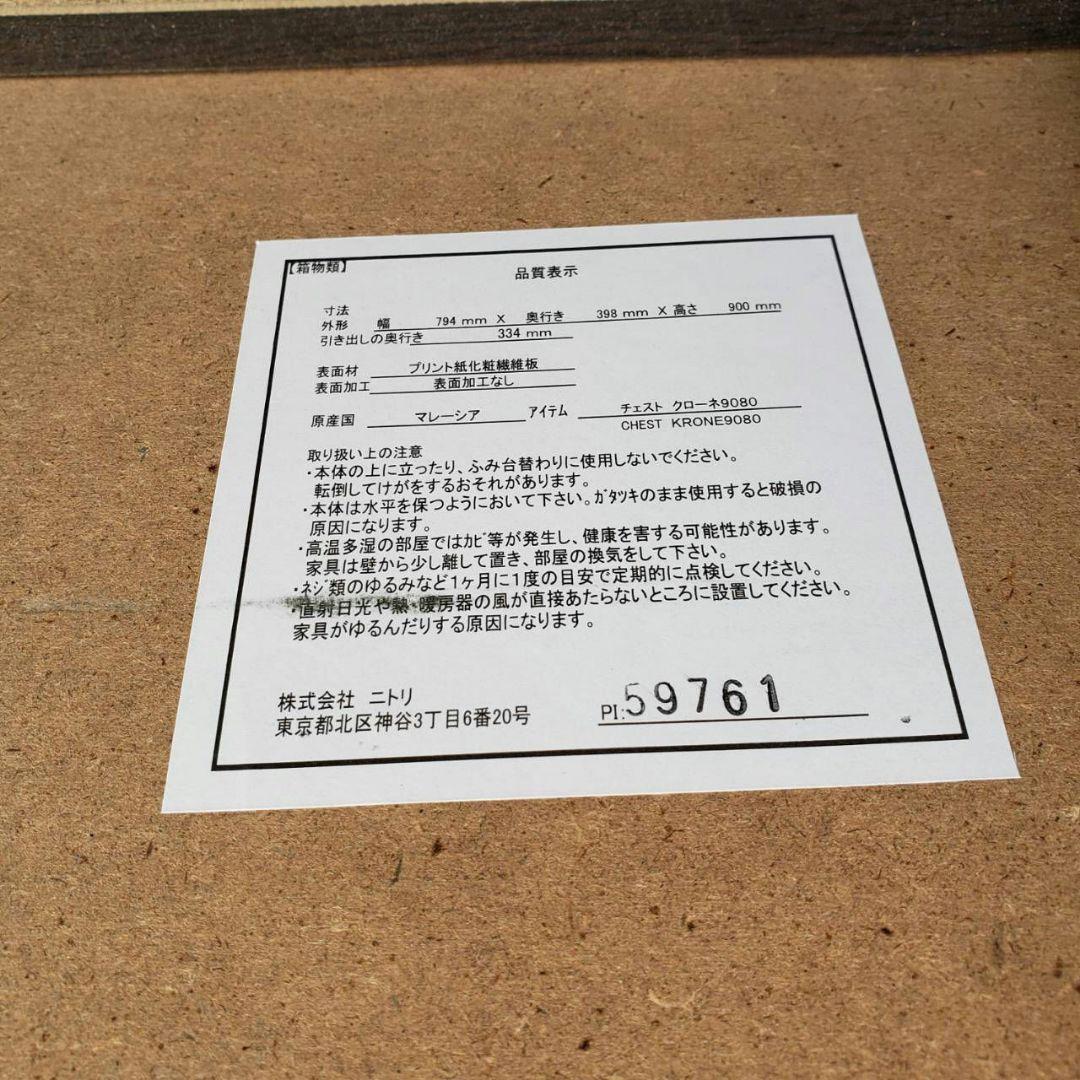 【箱物類】
品質表示
寸法
外形 幅 794 mm X 奥行き 398 mm X 高さ 900 mm
引き出しの奥行き 334 mm
表面材 プリント紙化粧繊維板
表面加工 表面加工なし
原産国 マレーシア アイテム チェスト クローネ9080
CHEST KRONE9080
取り扱い上の注意
・本体の上に立ったり、ふみ台替わりに使用しないでください。
転倒してけがをするおそれがあります。
・本体は水平を保つようにおいて下さい。ガタツキのまま使用すると破損の
原因になります。
・高温多湿の部屋ではカビ等が発生し、健康を害する可能性があります。
家具は壁から少し離して置き、部屋の換気をして下さい。
・ネジ類のゆるみなど1ヶ月に1度の目安で定期的に点検してください。
・直射日光や熱・暖房器の風が直接あたらないところに設置してください。
家具がゆるんだりする原因になります。
株式会社 ニトリ
東京都北区神谷3丁目6番20号
PI:59761